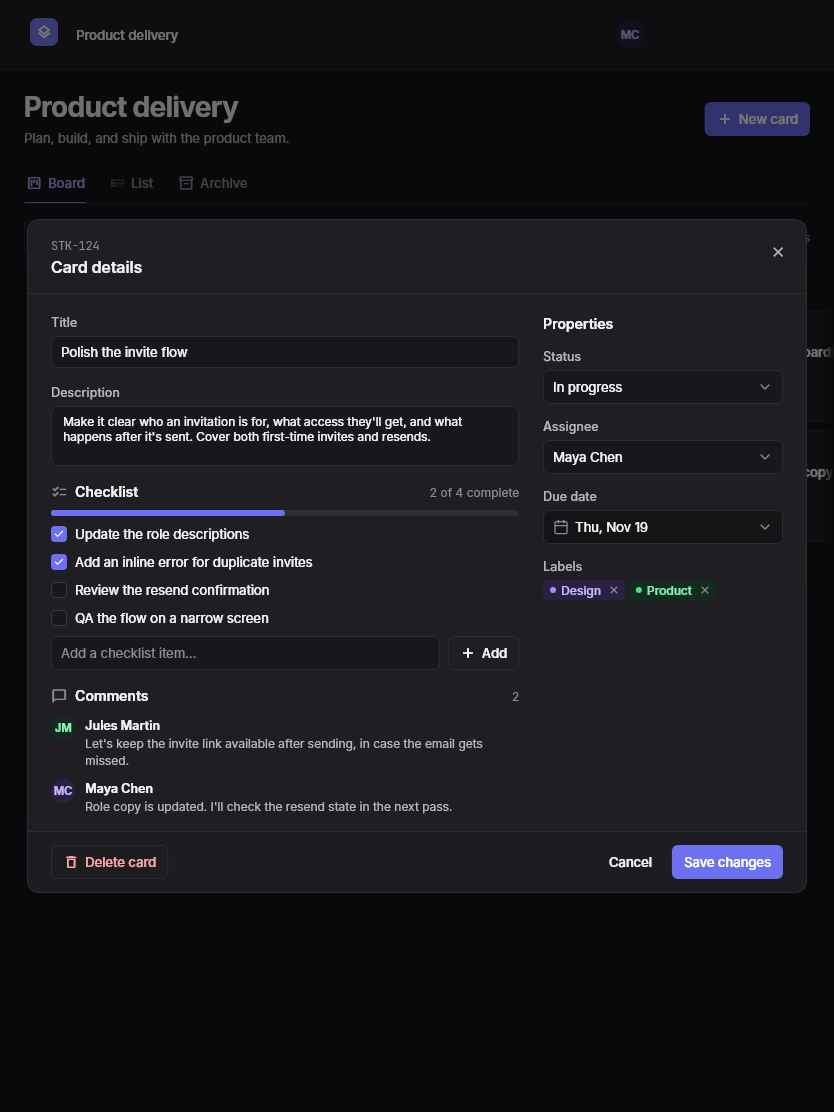 Product delivery
MC
Product delivery
Plan, build, and ship with the product team.
New card
Board
List
Archive
STK-124
Card details
Title
Polish the invite flow
Description
Make it clear who an invitation is for, what access they'll get, and what
happens after it's sent. Cover both first-time invites and resends.
Checklist
2 of 4 complete
Update the role descriptions
Add an inline error for duplicate invites
Review the resend confirmation
QA the flow on a narrow screen
Add a checklist item...
Add
Comments
2
JM
Jules Martin
Let's keep the invite link available after sending, in case the email gets
missed.
MC
Maya Chen
Role copy is updated. I'll check the resend state in the next pass.
Properties
Status
In progress
Assignee
Maya Chen
Due date
Thu, Nov 19
Labels
Design
Product
Delete card
Cancel
Save changes
copy